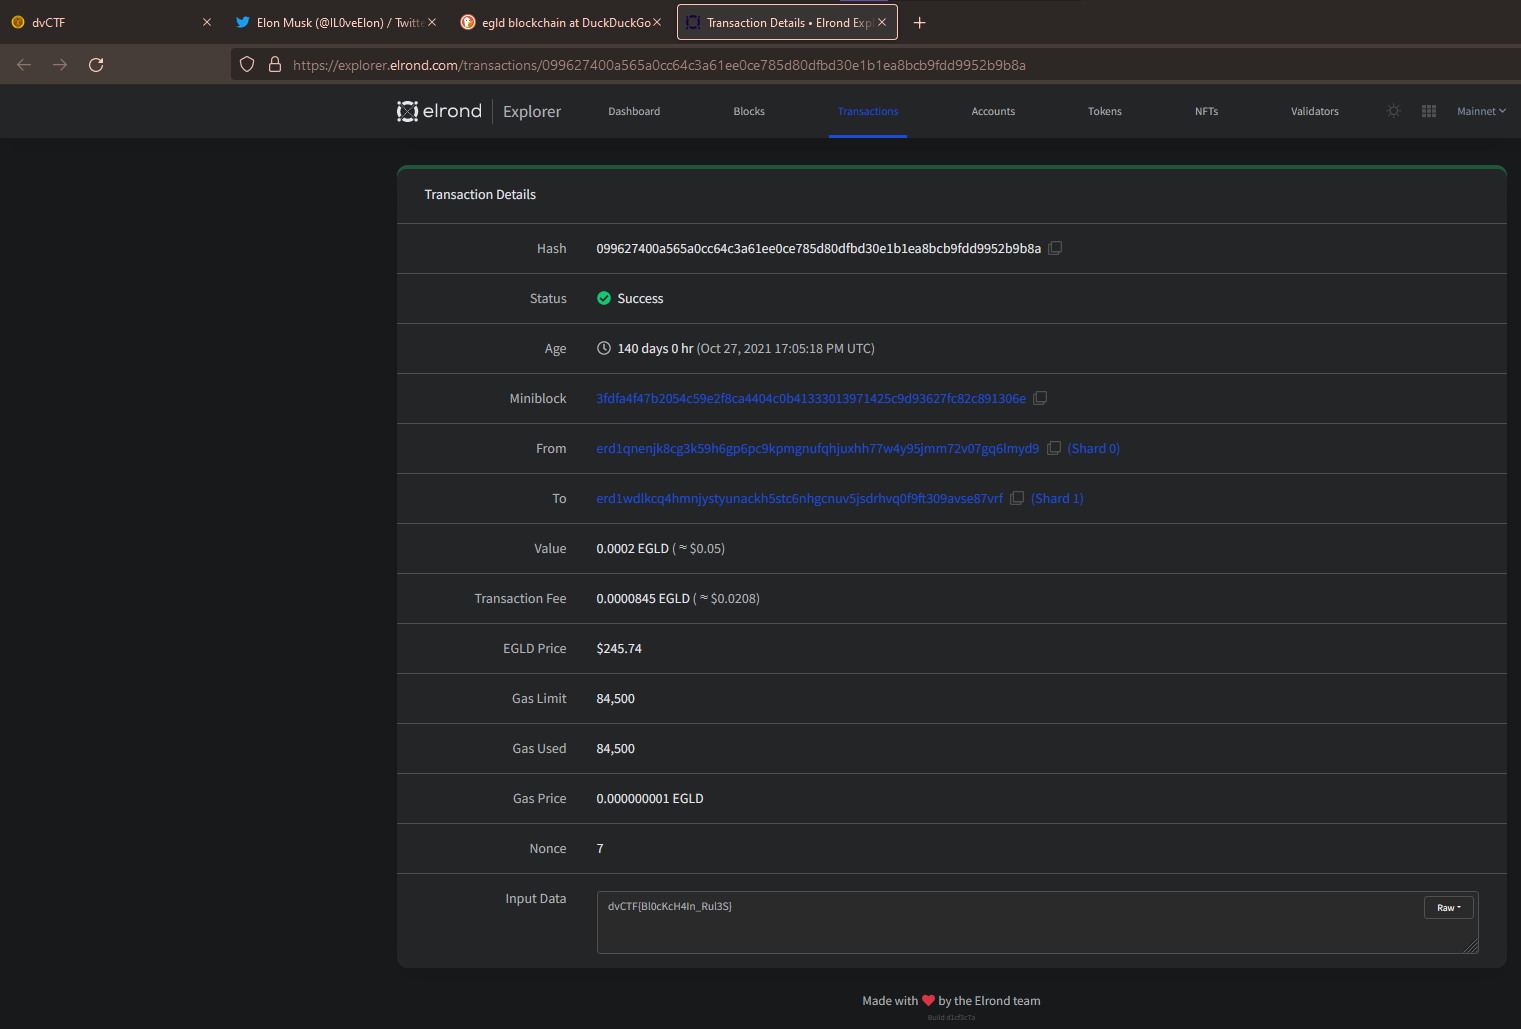 dvCTF
Elon Musk (@IL0veElon) / Twitte
egld blockchain at DuckDuckGo
Transaction Details • Elrond Exp
https://explorer.elrond.com/transactions/099627400a565a0cc64c3a61ee0ce785d80dfbd30e1b1ea8bcb9fdd9952b9b8a
elrond Explorer Dashboard Blocks Transactions Accounts Tokens NFTs Validators Mainnet
Transaction Details
Hash 099627400a565a0cc64c3a61ee0ce785d80dfbd30e1b1ea8bcb9fdd9952b9b8a
Status Success
Age 140 days 0 hr (Oct 27, 2021 17:05:18 PM UTC)
Miniblock 3fdfa4f47b2054c59e2f8ca4404c0b41333013971425c9d93627fc82c891306e
From erd1qnenjk8cg3k59h6gp6pc9kpmgnufqhjuxhh77w4y95jmm72v07gq6lmyd9 (Shard 0)
To erd1wdlkcq4hmnjystyunackh5stc6nhgcnuv5jsdrhvq0f9ft309avse87vrf (Shard 1)
Value 0.0002 EGLD (≈ $0.05)
Transaction Fee 0.0000845 EGLD (≈ $0.0208)
EGLD Price $245.74
Gas Limit 84,500
Gas Used 84,500
Gas Price 0.000000001 EGLD
Nonce 7
Input Data dvCTF{Bl0cKcH4In_Rul3S} Raw
Made with ❤ by the Elrond team
Build d1cf3c7a